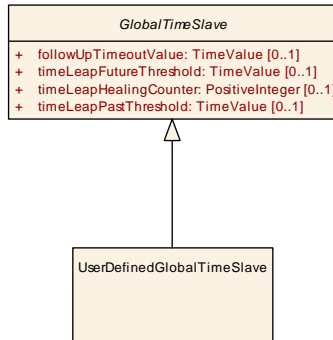 GlobalTimeSlave
+ followUpTimeoutValue: TimeValue [0..1]
+ timeLeapFutureThreshold: TimeValue [0..1]
+ timeLeapHealingCounter: PositiveInteger [0..1]
+ timeLeapPastThreshold: TimeValue [0..1]
UserDefinedGlobalTimeSlave